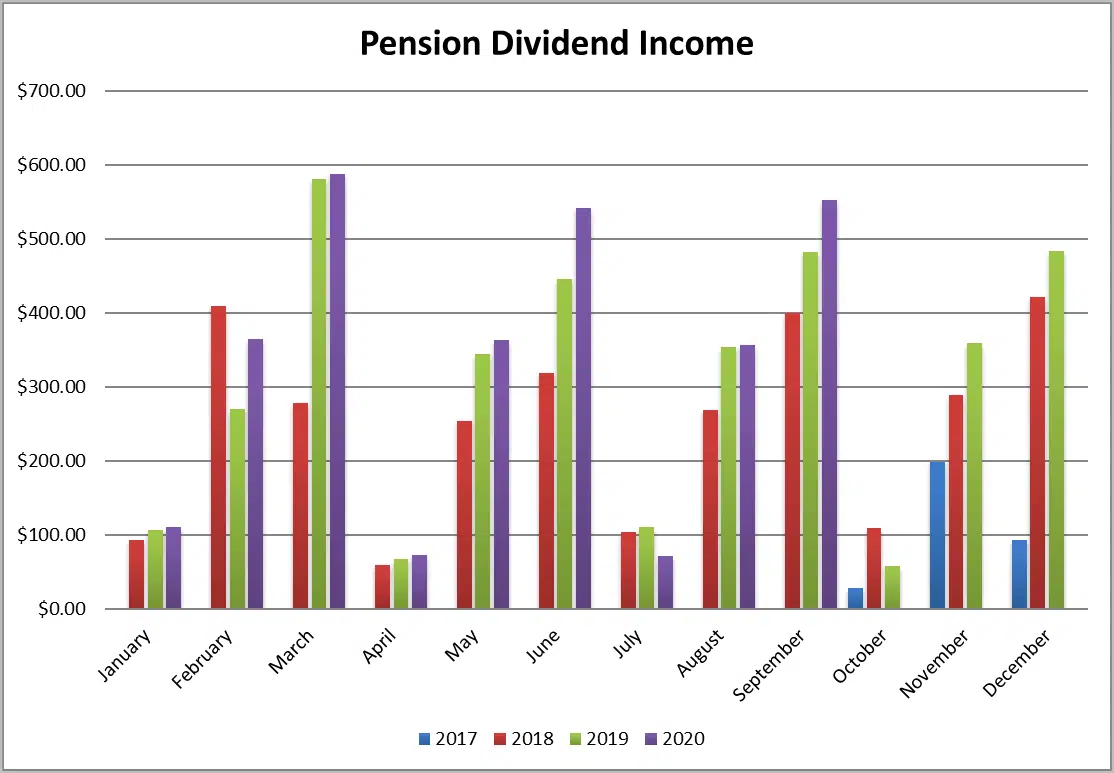 Pension Dividend Income
$700.00
$600.00
$500.00
$400.00
$300.00
$200.00
$100.00
$0.00
January
February
March
April
May
June
July
August
September
October
November
December
2017 2018 2019 2020